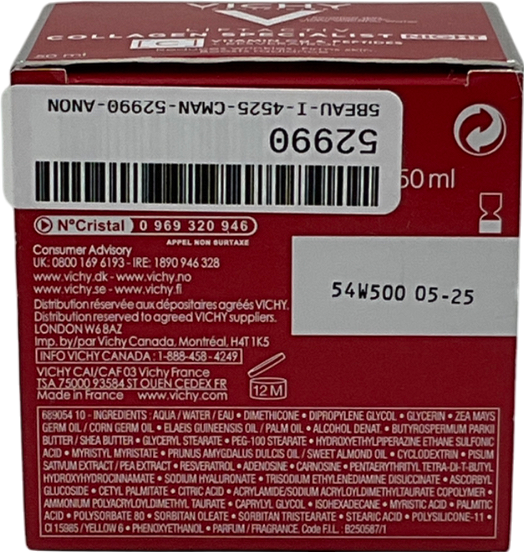 VICHY
COLLAGEN SPECIALIST NIGHT
VITAMIN C
PEPTIDES
50 ml
5BEAU-I-4525-CMAN-52990-ANON
52990
50 ml
N°Cristal 0 969 320 946
APPEL NON SURTAXE
Consumer Advisory
UK: 0800 169 6193 - IRE: 1890 946 328
www.vichy.dk - www.vichy.no
www.vichy.se - www.vichy.fi
Distribution réservée aux dépositaires agréés VICHY.
Distribution reserved to agreed VICHY suppliers.
LONDON W6 8AZ
Imp. by/par Vichy Canada, Montréal, H4T 1K5
INFO VICHY CANADA : 1-888-458-4249
VICHY CAI/CAF 03 Vichy France
TSA 75000 93584 ST OUEN CEDEX FR
Made in France www.vichy.com
12 M
54W500 05-25
689054 10 - INGREDIENTS : AQUA / WATER / EAU • DIMETHICONE • DIPROPYLENE GLYCOL • GLYCERIN • ZEA MAYS
GERM OIL / CORN GERM OIL • ELAEIS GUINEENSIS OIL / PALM OIL • ALCOHOL DENAT. • BUTYROSPERMUM PARKII
BUTTER / SHEA BUTTER • GLYCERYL STEARATE • PEG-100 STEARATE • HYDROXYETHYLPIPERAZINE ETHANE SULFONIC
ACID • MYRISTYL MYRISTATE • PRUNUS AMYGDALUS DULCIS OIL / SWEET ALMOND OIL • CYCLODEXTRIN • PISUM
SATIVUM EXTRACT / PEA EXTRACT • RESVERATROL • ADENOSINE • CARNOSINE • PENTAERYTHRITYL TETRA-DI-T-BUTYL
HYDROXYHYDROCINNAMATE • SODIUM HYALURONATE • TRISODIUM ETHYLENEDIAMINE DISUCCINATE • ASCORBYL
GLUCOSIDE • CETYL PALMITATE • CITRIC ACID • ACRYLAMIDE/SODIUM ACRYLOYLDIMETHYLTAURATE COPOLYMER •
AMMONIUM POLYACRYLOYLDIMETHYL TAURATE • CAPRYLYL GLYCOL • ISOHEXADECANE • MYRISTIC ACID • PALMITIC
ACID • POLYSORBATE 80 • SORBITAN OLEATE • SORBITAN TRISTEARATE • STEARIC ACID • POLYSILICONE-11 •
CI 15985 / YELLOW 6 • PHENOXYETHANOL • PARFUM / FRAGRANCE. Code F.I.L. : B250587/1